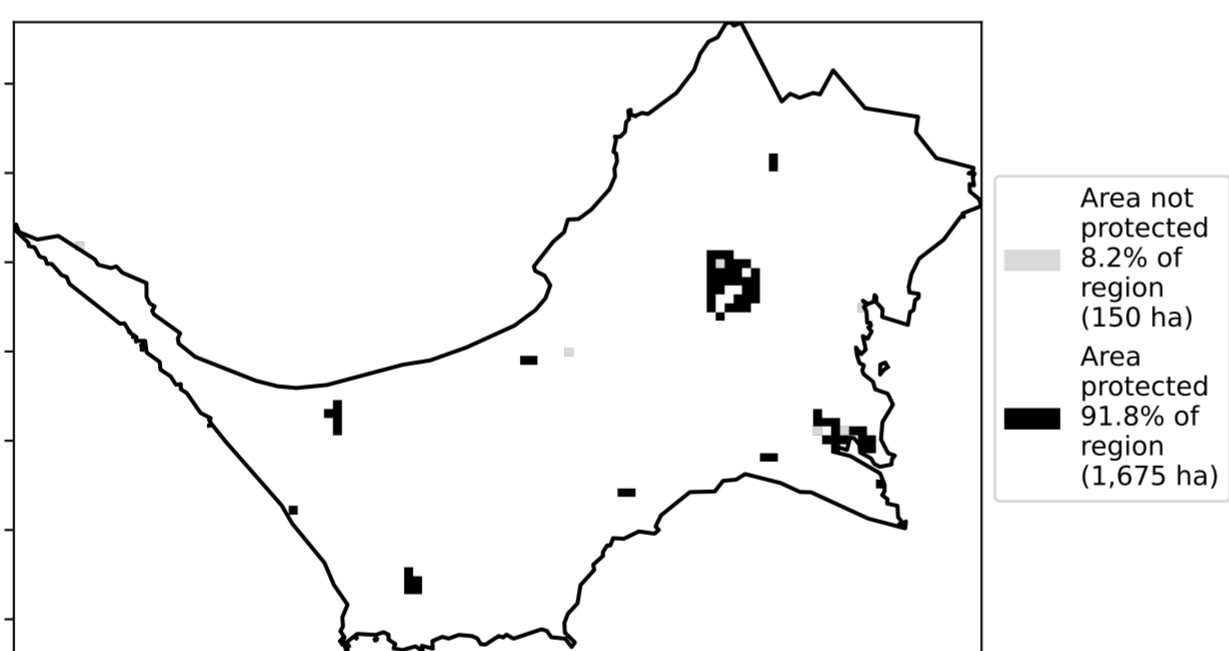 Area not
protected
8.2% of
region
(150 ha)
Area
protected
91.8% of
region
(1,675 ha)